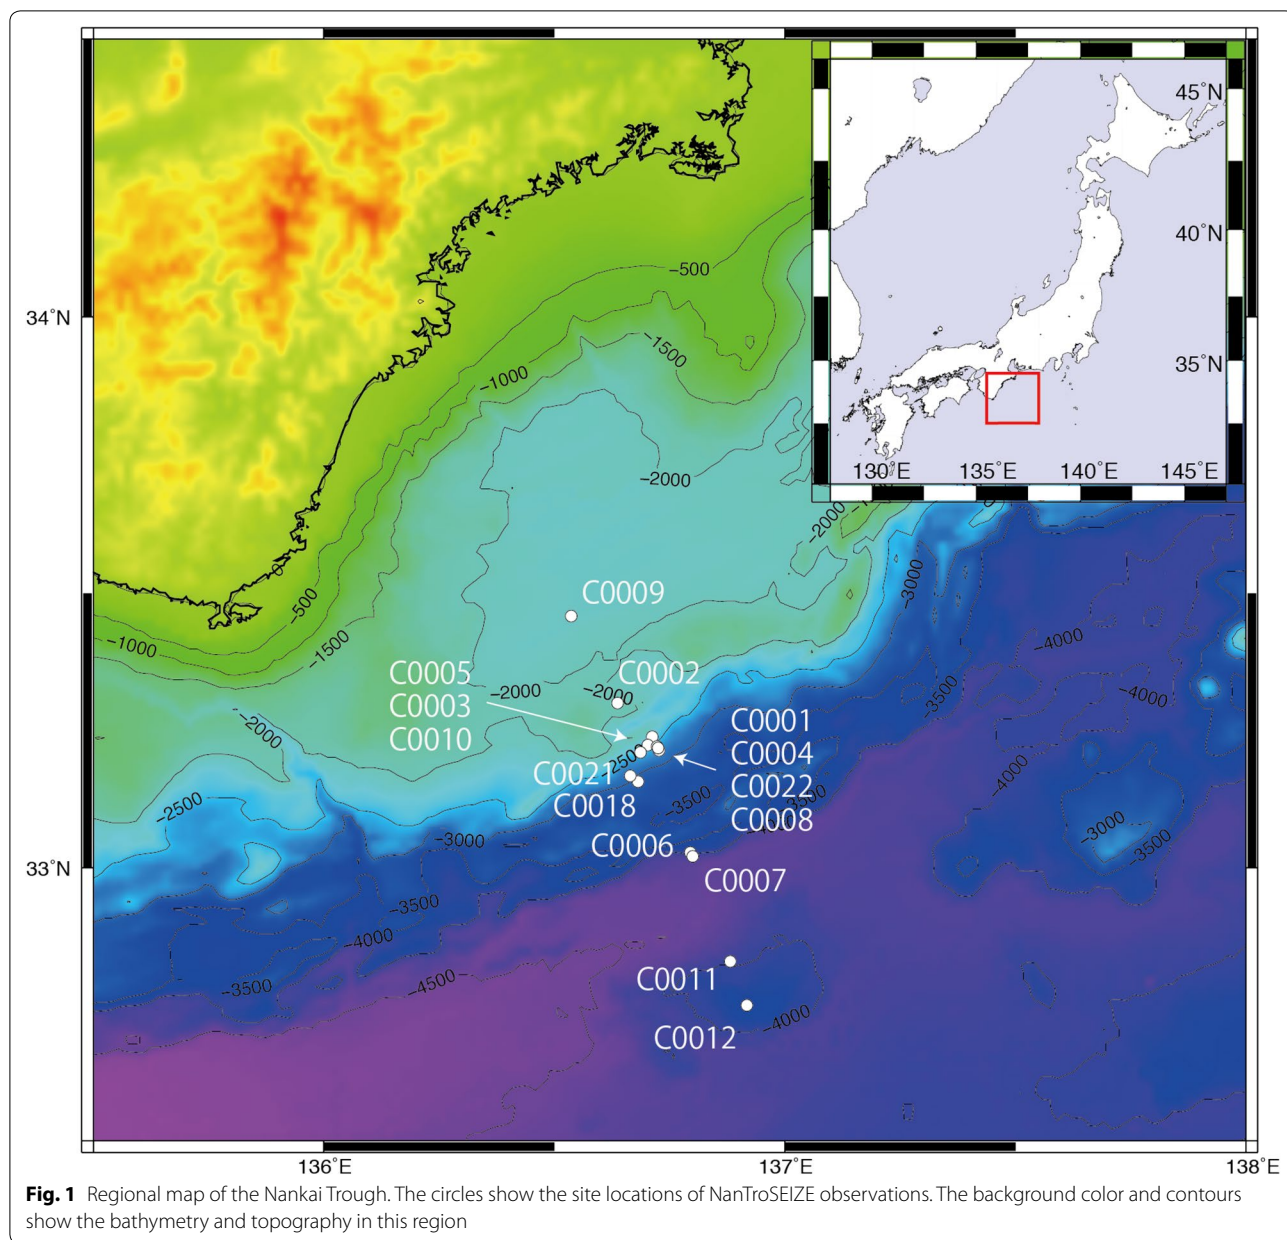 45°N
40°N
35°N
130°E 135°E 140°E 145°E
34°N
33°N
136°E 137°E 138°E
-500
-1000
-1500
-2000
-2000
-3000
0
-500
-1000
-1500
-2000
-2500
-2000
-2000
-2500
-3000
-3500
-4000
-3500
-4500
-3500
-3500
-4000
-4000
-4000
-3500
-4000
-3000
-3500
-4000
C0009
C0002
C0005
C0003
C0010
C0001
C0004
C0022
C0008
C0021
C0018
C0006
C0007
C0011
C0012
Fig. 1 Regional map of the Nankai Trough. The circles show the site locations of NanTroSEIZE observations. The background color and contours
show the bathymetry and topography in this region